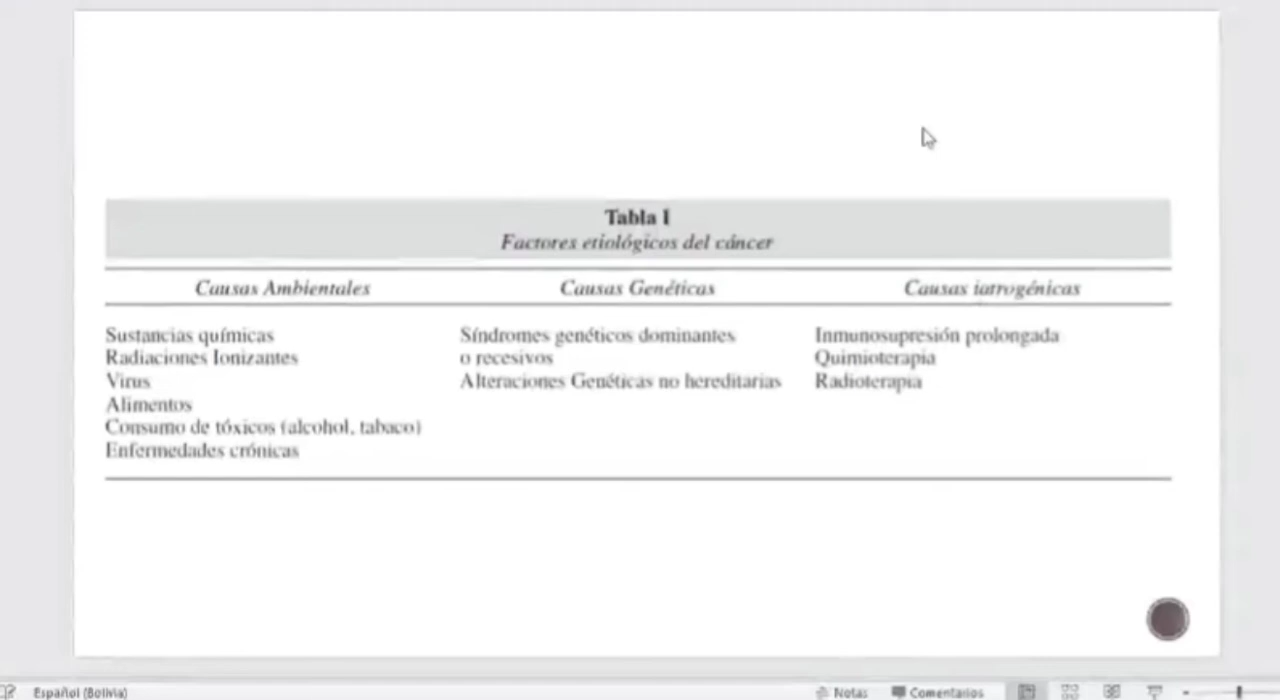 Tabla I
Factores etiológicos del cáncer
Causas Ambientales Causas Genéticas Causas iatrogénicas
Sustancias químicas Síndromes genéticos dominantes Inmunosupresión prolongada
Radiaciones Ionizantes o recesivos Quimioterapia
Virus Alteraciones Genéticas no hereditarias Radioterapia
Alimentos
Consumo de tóxicos (alcohol, tabaco)
Enfermedades crónicas
Español (Bolivia) Notas Comentarios